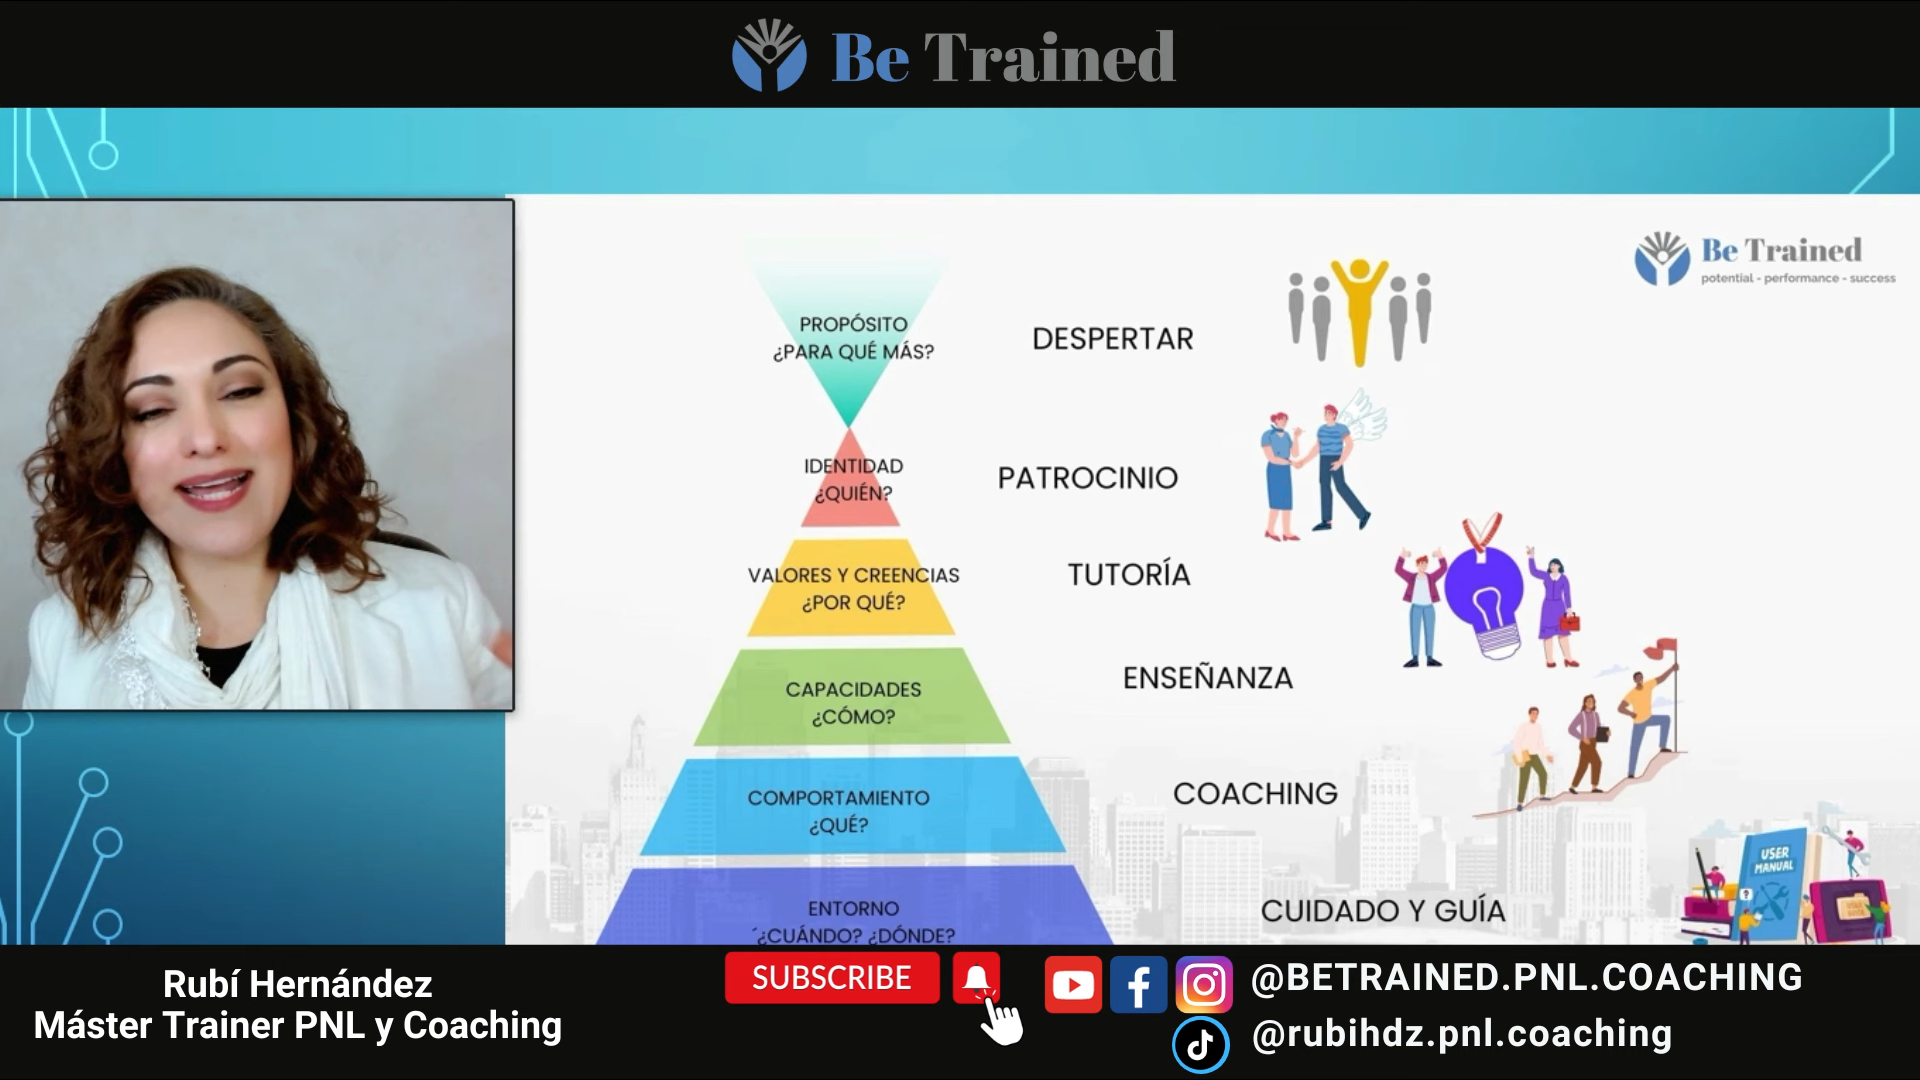 Be Trained
Be Trained
potential - performance - success
PROPÓSITO
¿PARA QUÉ MÁS?
DESPERTAR
IDENTIDAD
¿QUIÉN?
PATROCINIO
VALORES Y CREENCIAS
¿POR QUÉ?
TUTORÍA
CAPACIDADES
¿CÓMO?
ENSEÑANZA
COMPORTAMIENTO
¿QUÉ?
COACHING
USER
MANUAL
ENTORNO
´¿CUÁNDO? ¿DÓNDE?
CUIDADO Y GUÍA
Rubí Hernández
Máster Trainer PNL y Coaching
SUBSCRIBE
@BETRAINED.PNL.COACHING
@rubihdz.pnl.coaching